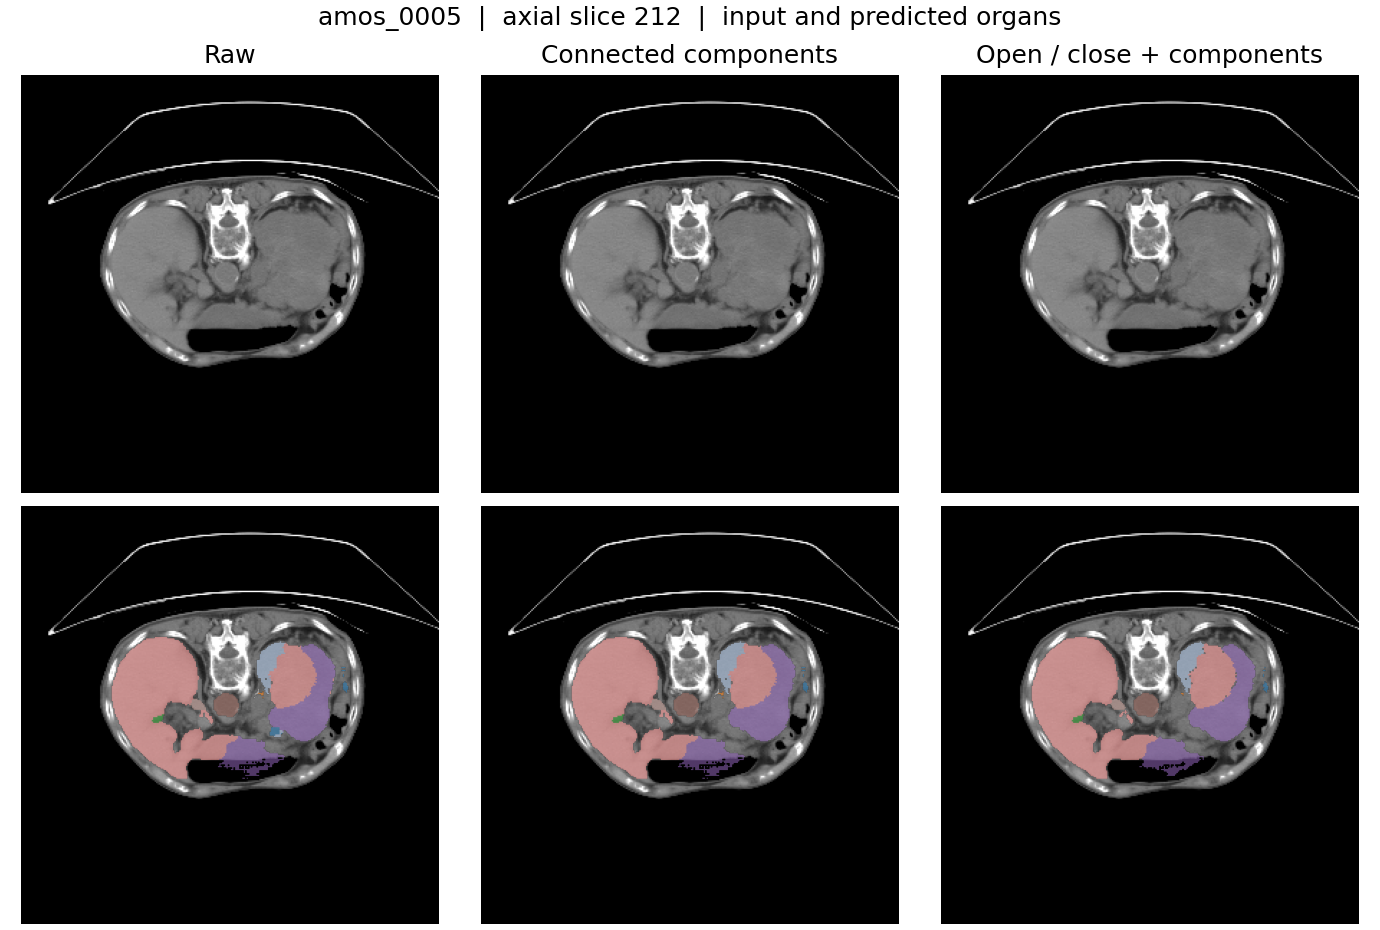 amos_0005 | axial slice 212 | input and predicted organs
Raw
Connected components
Open / close + components